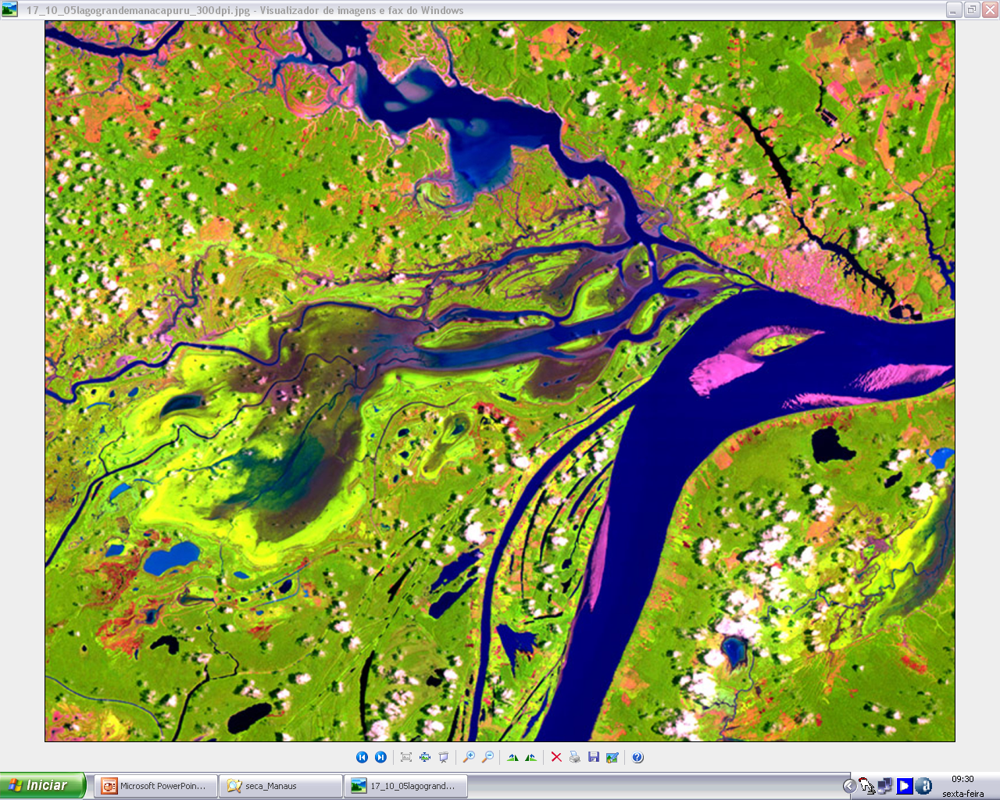 17_10_05lagograndemanacapuru_300dpi.jpg - Visualizador de imagens e fax do Windows
Iniciar
Microsoft PowerPoin...
seca_Manaus
17_10_05lagogrand...
09:30
sexta-feira